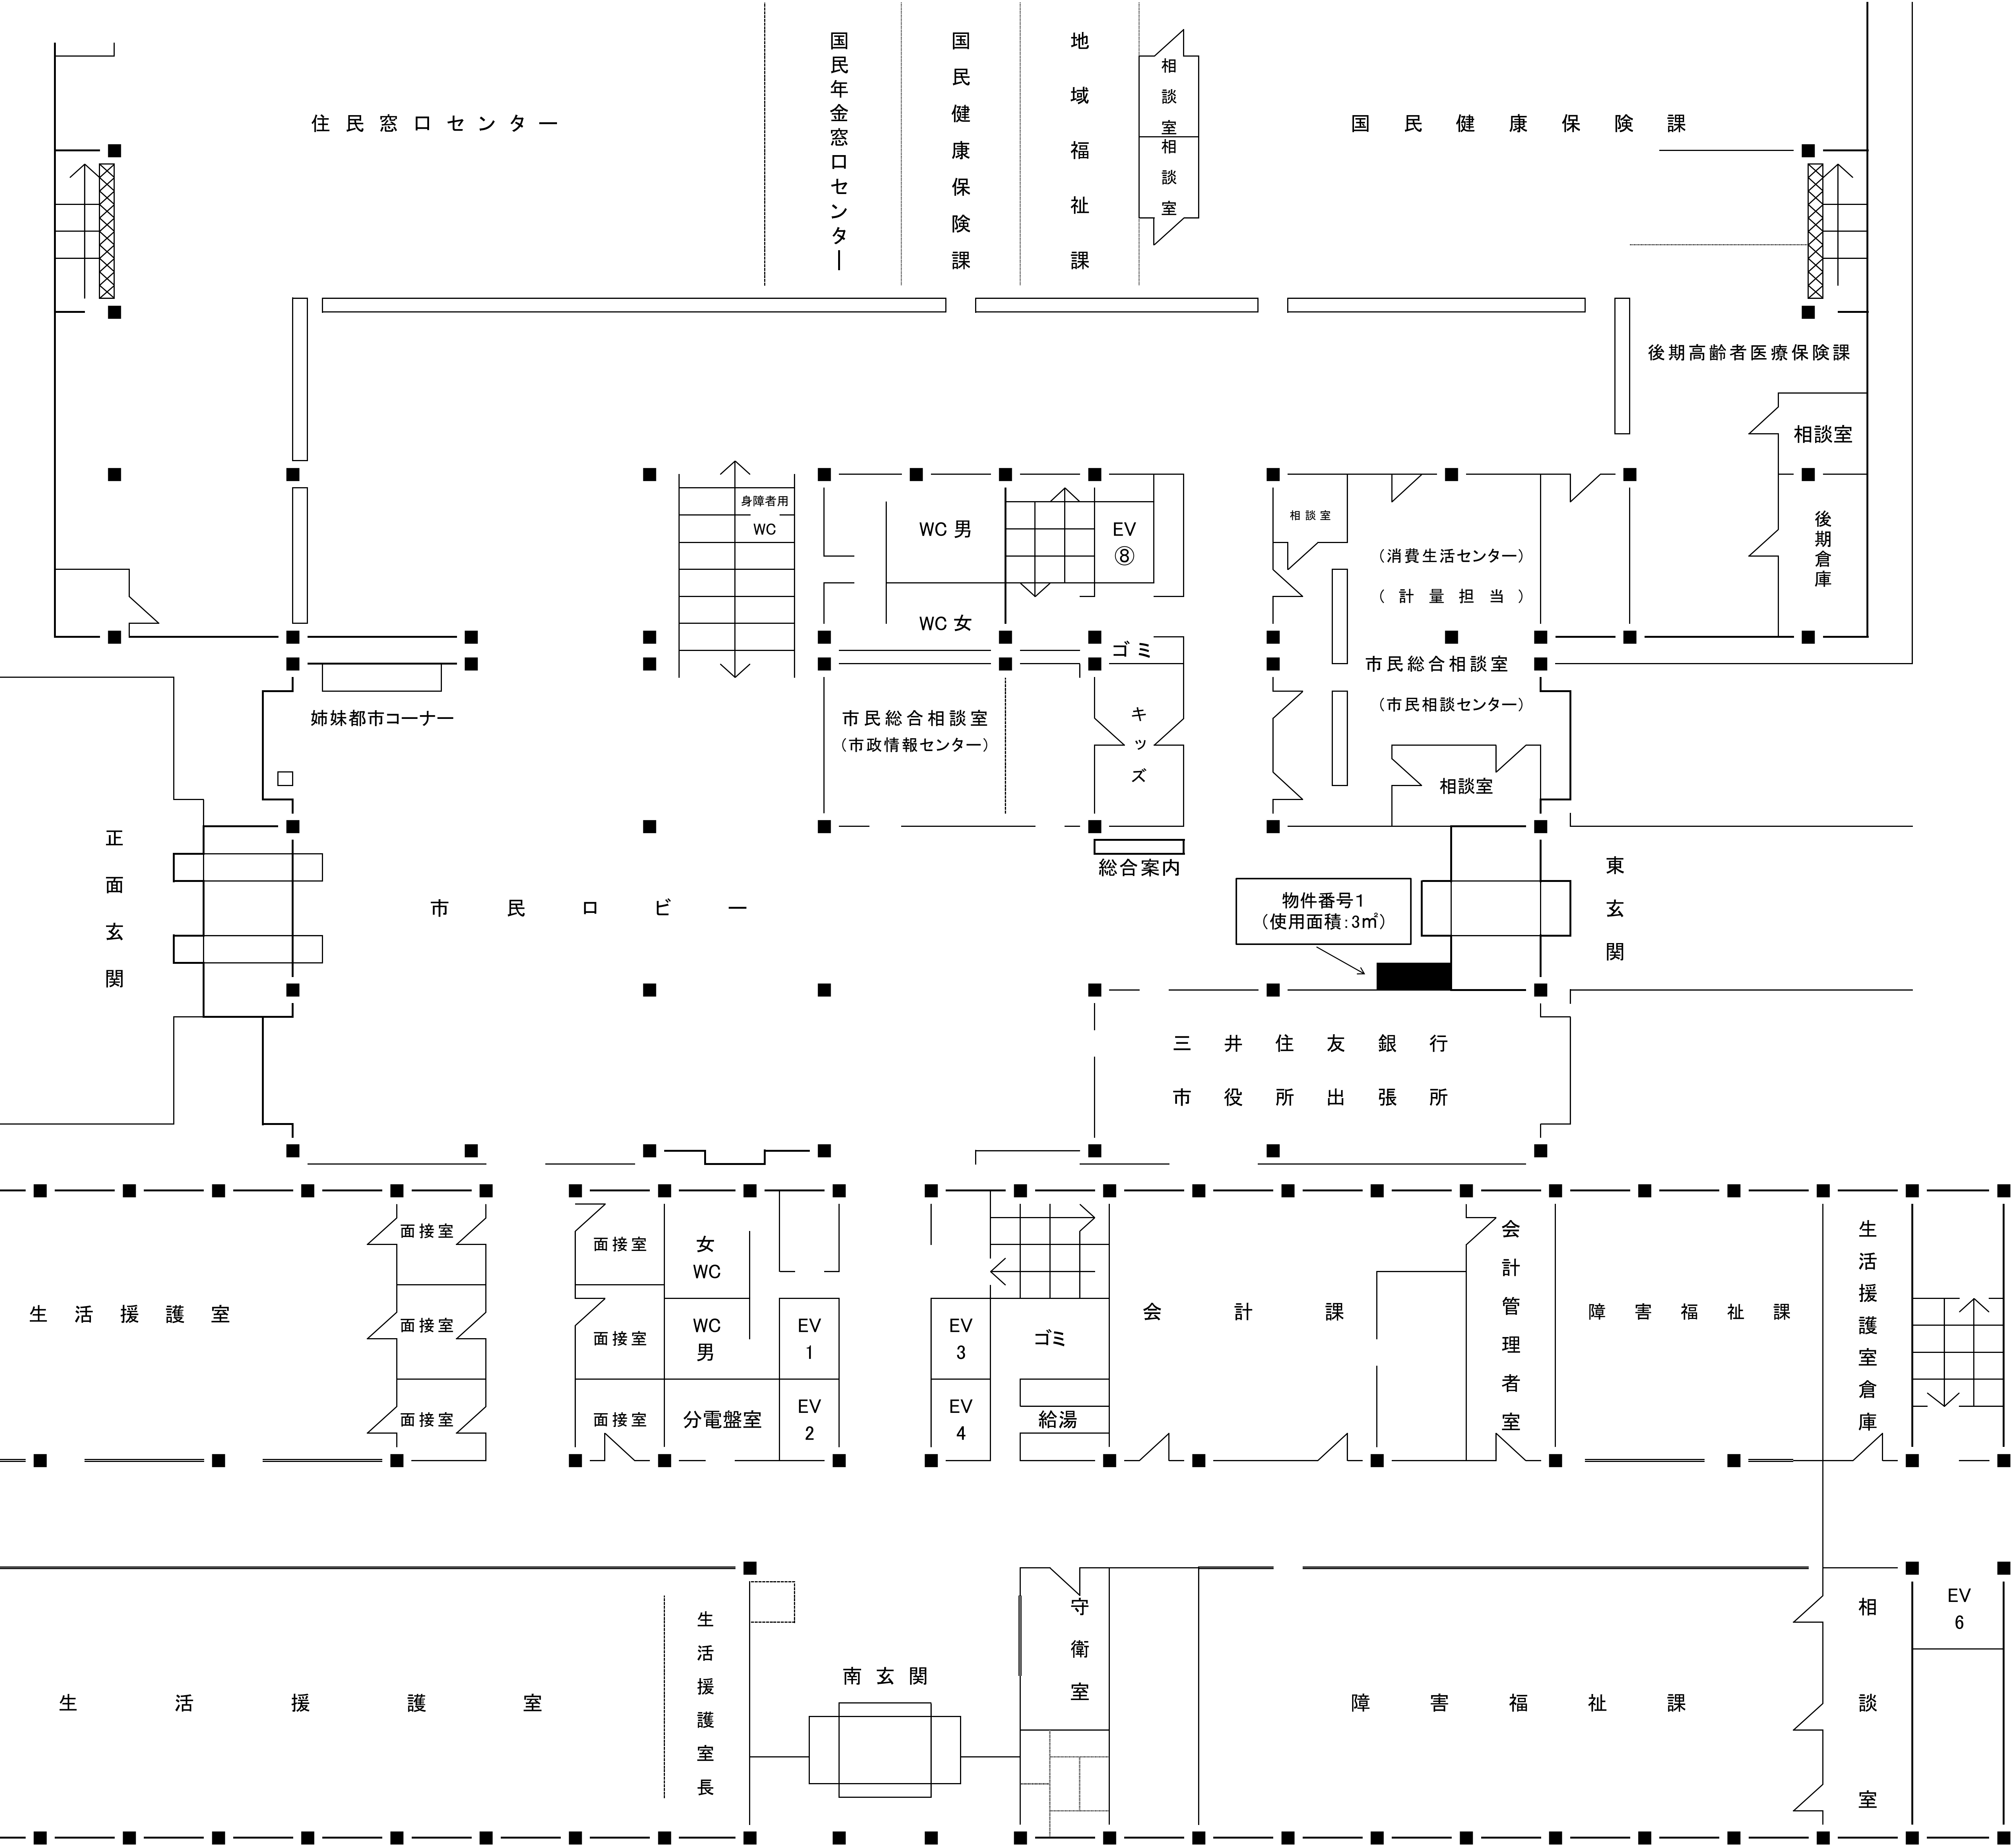 住民窓口センター
国民年金窓口センター
国民健康保険課
地域福祉課
相談室
相談室
国民健康保険課
後期高齢者医療保険課
相談室
後期倉庫
身障者用
WC
WC 男
WC 女
EV
⑧
ゴミ
相談室
（消費生活センター）
（計量担当）
市民総合相談室
（市民相談センター）
相談室
姉妹都市コーナー
市民総合相談室
（市政情報センター）
キッズ
総合案内
正面玄関
市民ロビー
物件番号1
（使用面積：3㎡）
東玄関
三井住友銀行
市役所出張所
生活援護室
面接室
面接室
面接室
面接室
面接室
面接室
女
WC
WC
男
分電盤室
EV
1
EV
2
EV
3
EV
4
ゴミ
給湯
会計課
会計管理者室
障害福祉課
生活援護室倉庫
生活援護室
生活援護室長
南玄関
守衛室
障害福祉課
相談室
EV
6